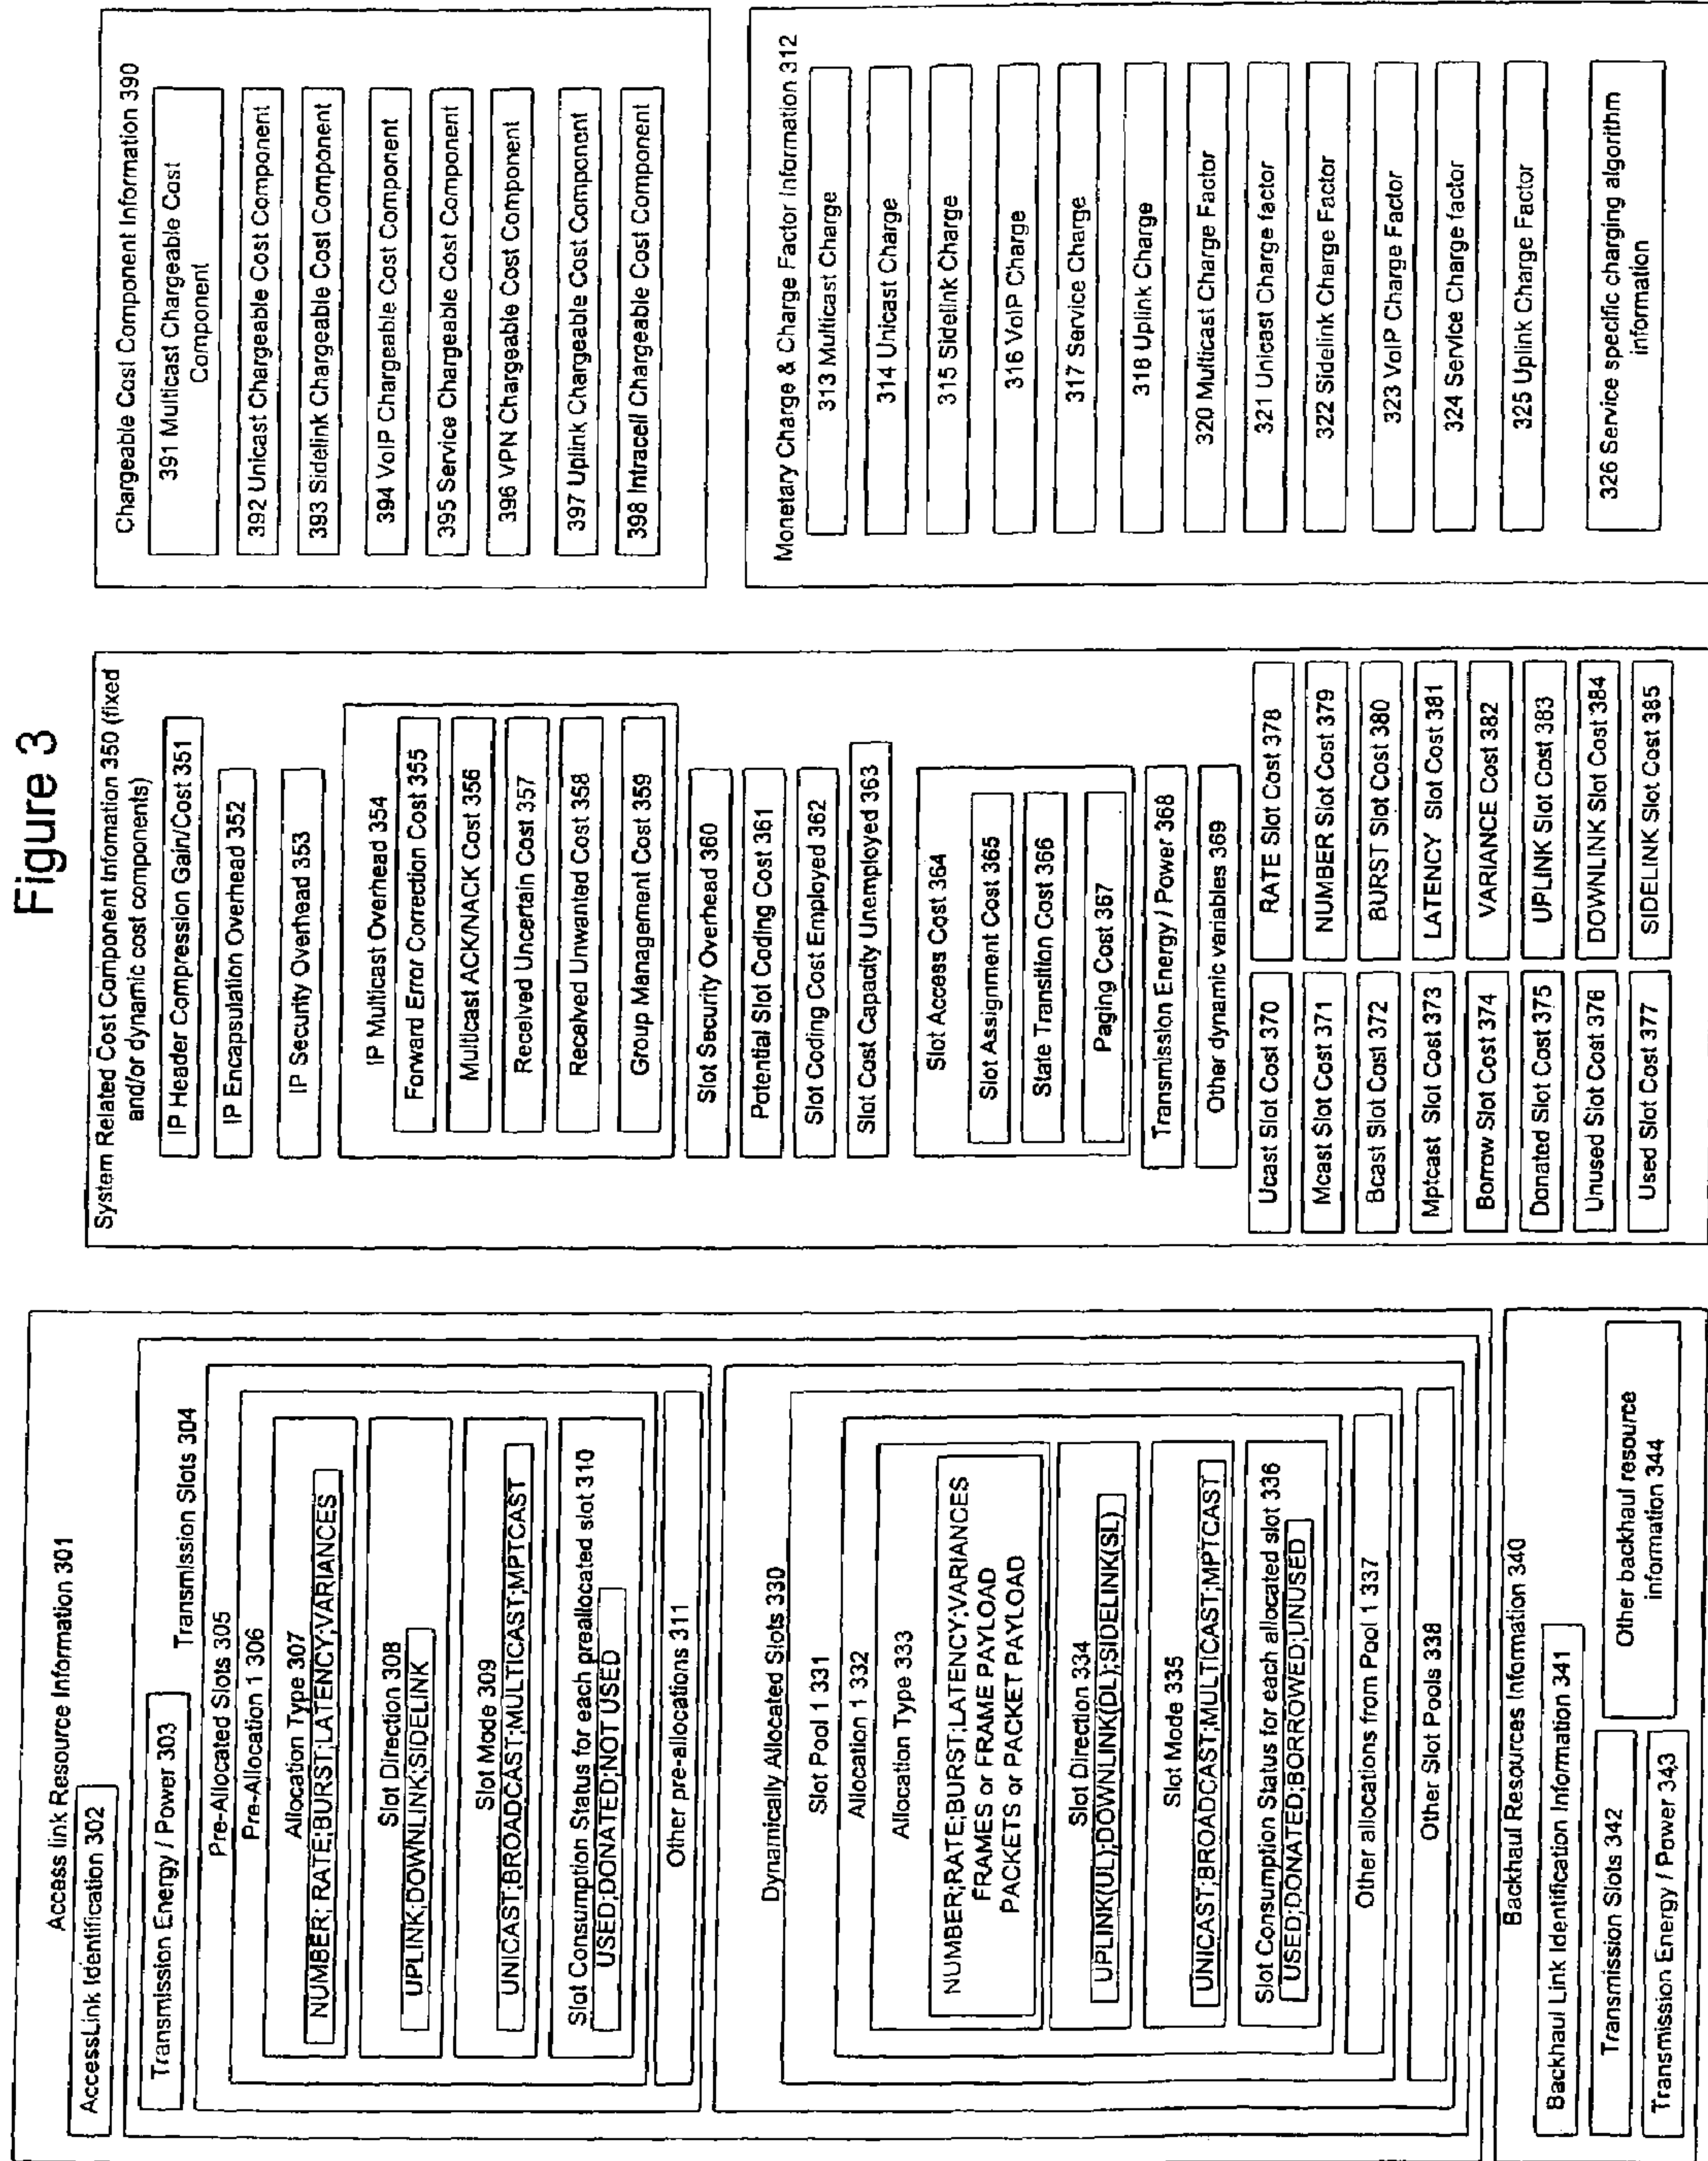 Figure 3
Access link Resource Information 301
AccessLink Identification 302
Transmission Energy / Power 303
Transmission Slots 304
Pre-Allocated Slots 305
Pre-Allocation 1 306
Allocation Type 307
NUMBER; RATE;BURST;LATENCY;VARIANCES
Slot Direction 308
UPLINK;DOWNLINK;SIDELINK
Slot Mode 309
UNICAST;BROADCAST;MULTICAST;MPTCAST
Slot Consumption Status for each preallocated slot 310
USED;DONATED;NOT USED
Other pre-allocations 311
Dynamically Allocated Slots 330
Slot Pool 1 331
Allocation 1 332
Allocation Type 333
NUMBER;RATE;BURST;LATENCY;VARIANCES
FRAMES or FRAME PAYLOAD
PACKETS or PACKET PAYLOAD
Slot Direction 334
UPLINK(UL);DOWNLINK(DL);SIDELINK(SL)
Slot Mode 335
UNICAST;BROADCAST;MULTICAST;MPTCAST
Slot Consumption Status for each allocated slot 336
USED;DONATED;BORROWED;UNUSED
Other allocations from Pool 1 337
Other Slot Pools 338
Backhaul Resources Information 340
Backhaul Link Identification Information 341
Transmission Slots 342
Transmission Energy / Power 343
Other backhaul resource
information 344
System Related Cost Component Information 350 (fixed
and/or dynamic cost components)
IP Header Compression Gain/Cost 351
IP Encapsulation Overhead 352
IP Security Overhead 353
IP Multicast Overhead 354
Forward Error Correction Cost 355
Multicast ACK/NACK Cost 356
Received Uncertain Cost 357
Received Unwanted Cost 358
Group Management Cost 359
Slot Security Overhead 360
Potential Slot Coding Cost 361
Slot Coding Cost Employed 362
Slot Cost Capacity Unemployed 363
Slot Access Cost 364
Slot Assignment Cost 365
State Transition Cost 366
Paging Cost 367
Transmission Energy / Power 368
Other dynamic variables 369
Ucast Slot Cost 370
RATE Slot Cost 378
Mcast Slot Cost 371
NUMBER Slot Cost 379
Bcast Slot Cost 372
BURST Slot Cost 380
Mptcast Slot Cost 373
LATENCY Slot Cost 381
Borrow Slot Cost 374
VARIANCE Cost 382
Donated Slot Cost 375
UPLINK Slot Cost 383
Unused Slot Cost 376
DOWNLINK Slot Cost 384
Used Slot Cost 377
SIDELINK Slot Cost 385
Chargeable Cost Component Information 390
391 Multicast Chargeable Cost
Component
392 Unicast Chargeable Cost Component
393 Sidelink Chargeable Cost Component
394 VoIP Chargeable Cost Component
395 Service Chargeable Cost Component
396 VPN Chargeable Cost Component
397 Uplink Chargeable Cost Component
398 Intracell Chargeable Cost Component
Monetary Charge & Charge Factor Information 312
313 Multicast Charge
314 Unicast Charge
315 Sidelink Charge
316 VoIP Charge
317 Service Charge
318 Uplink Charge
320 Multicast Charge Factor
321 Unicast Charge factor
322 Sidelink Charge Factor
323 VoIP Charge Factor
324 Service Charge factor
325 Uplink Charge Factor
326 Service specific charging algorithm
information